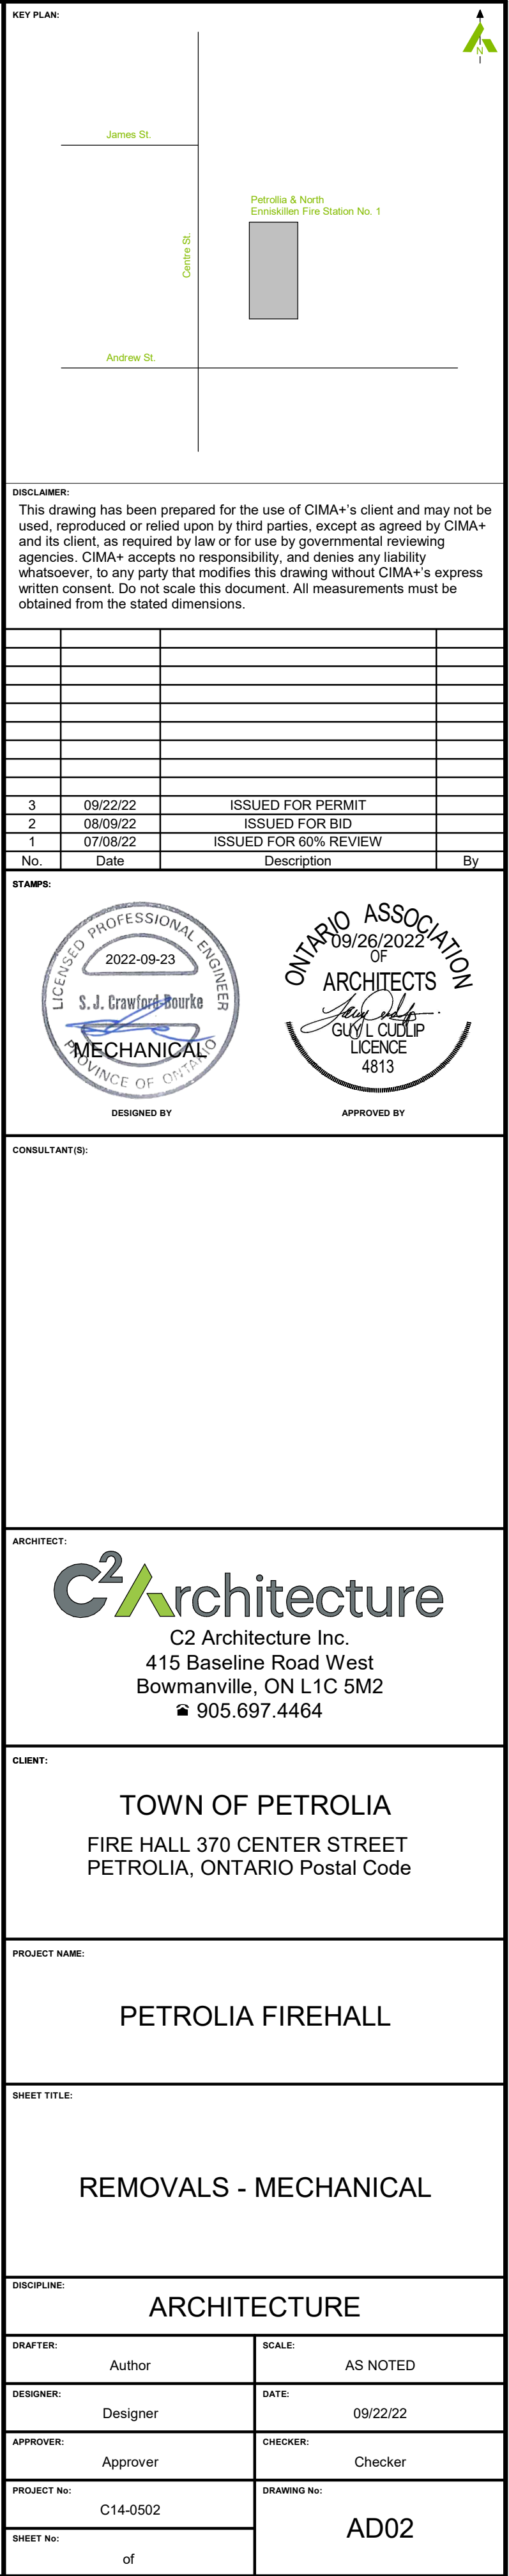 KEY PLAN:
N
James St.
Petrollia & North
Enniskillen Fire Station No. 1
Centre St.
Andrew St.
DISCLAIMER:
This drawing has been prepared for the use of CIMA+'s client and may not be
used, reproduced or relied upon by third parties, except as agreed by CIMA+
and its client, as required by law or for use by governmental reviewing
agencies. CIMA+ accepts no responsibility, and denies any liability
whatsoever, to any party that modifies this drawing without CIMA+'s express
written consent. Do not scale this document. All measurements must be
obtained from the stated dimensions.
3 09/22/22 ISSUED FOR PERMIT
2 08/09/22 ISSUED FOR BID
1 07/08/22 ISSUED FOR 60% REVIEW
No. Date Description By
STAMPS:
LICENSED PROFESSIONAL ENGINEER
2022-09-23
S. J. Crawford-Bourke
MECHANICAL
PROVINCE OF ONTARIO
DESIGNED BY
ONTARIO ASSOCIATION
09/26/2022
OF
ARCHITECTS
GUY L CUDLIP
LICENCE
4813
APPROVED BY
CONSULTANT(S):
ARCHITECT:
C2 Architecture
C2 Architecture Inc.
415 Baseline Road West
Bowmanville, ON L1C 5M2
☎ 905.697.4464
CLIENT:
TOWN OF PETROLIA
FIRE HALL 370 CENTER STREET
PETROLIA, ONTARIO Postal Code
PROJECT NAME:
PETROLIA FIREHALL
SHEET TITLE:
REMOVALS - MECHANICAL
DISCIPLINE:
ARCHITECTURE
DRAFTER:
Author
SCALE:
AS NOTED
DESIGNER:
Designer
DATE:
09/22/22
APPROVER:
Approver
CHECKER:
Checker
PROJECT No:
C14-0502
DRAWING No:
AD02
SHEET No:
of